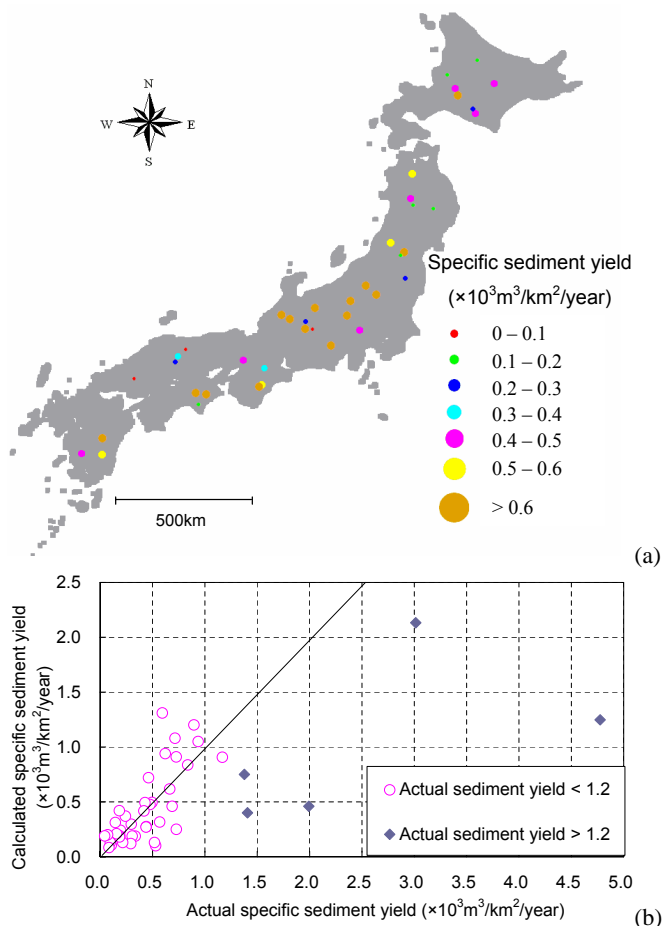 N
W E
S
Specific sediment yield
(×10³m³/km²/year)
0 – 0.1
0.1 – 0.2
0.2 – 0.3
0.3 – 0.4
0.4 – 0.5
0.5 – 0.6
> 0.6
500km
(a)
2.5
2.0
1.5
1.0
0.5
0.0
Calculated specific sediment yield
(×10³m³/km²/year)
Actual sediment yield < 1.2
Actual sediment yield > 1.2
0.0 0.5 1.0 1.5 2.0 2.5 3.0 3.5 4.0 4.5 5.0
Actual specific sediment yield (×10³m³/km²/year)
(b)